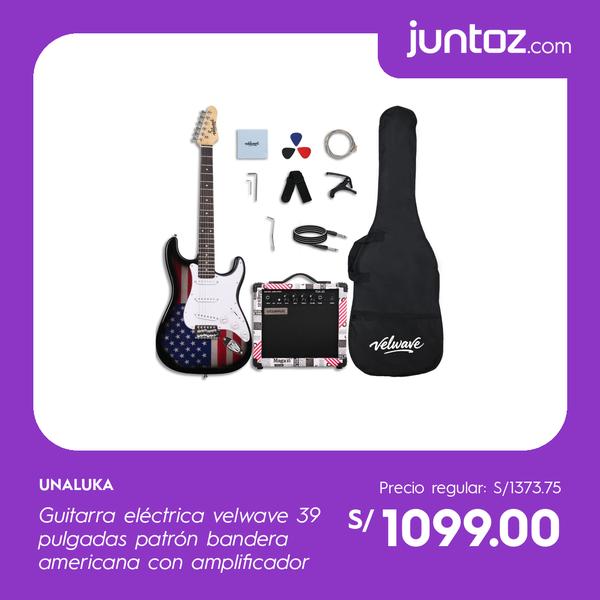 juntoz.com
velwave
UNALUKA
Guitarra eléctrica velwave 39
pulgadas patrón bandera
americana con amplificador
Precio regular: S/1373.75
S/1099.00